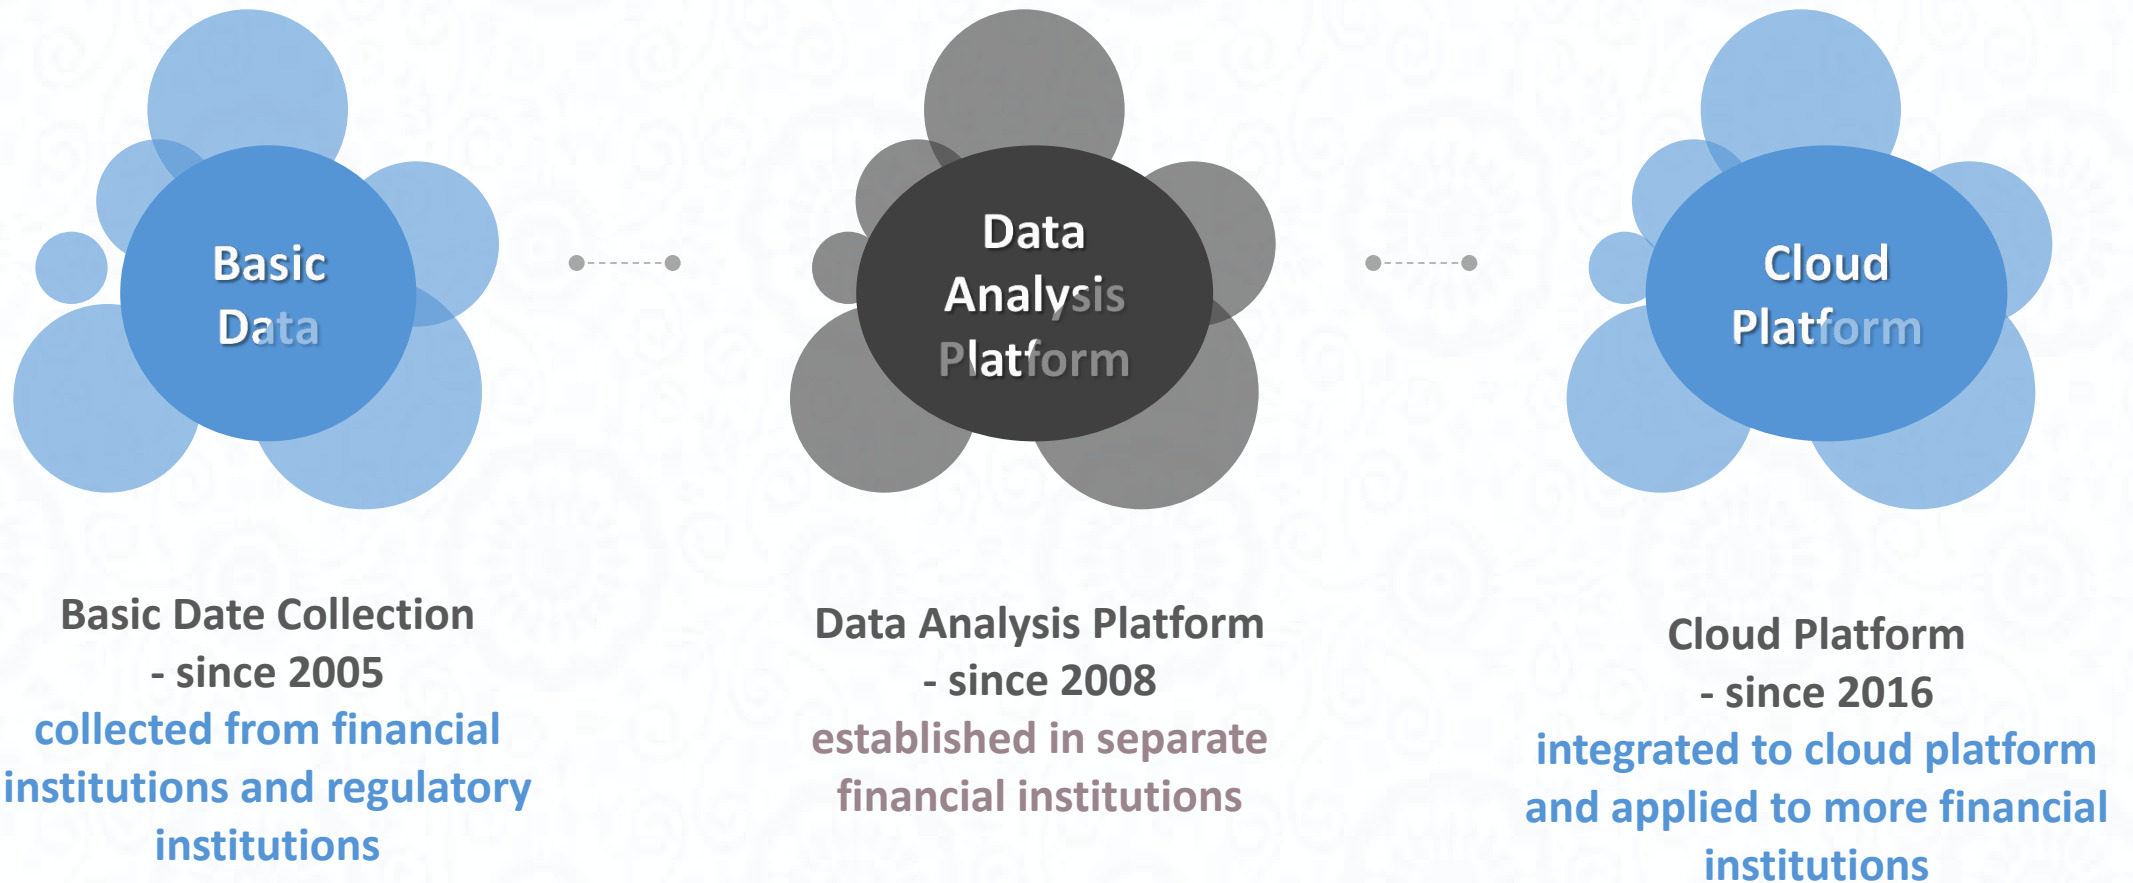 Basic
Data
Data
Analysis
Platform
Cloud
Platform
Basic Date Collection
- since 2005
collected from financial
institutions and regulatory
institutions
Data Analysis Platform
- since 2008
established in separate
financial institutions
Cloud Platform
- since 2016
integrated to cloud platform
and applied to more financial
institutions